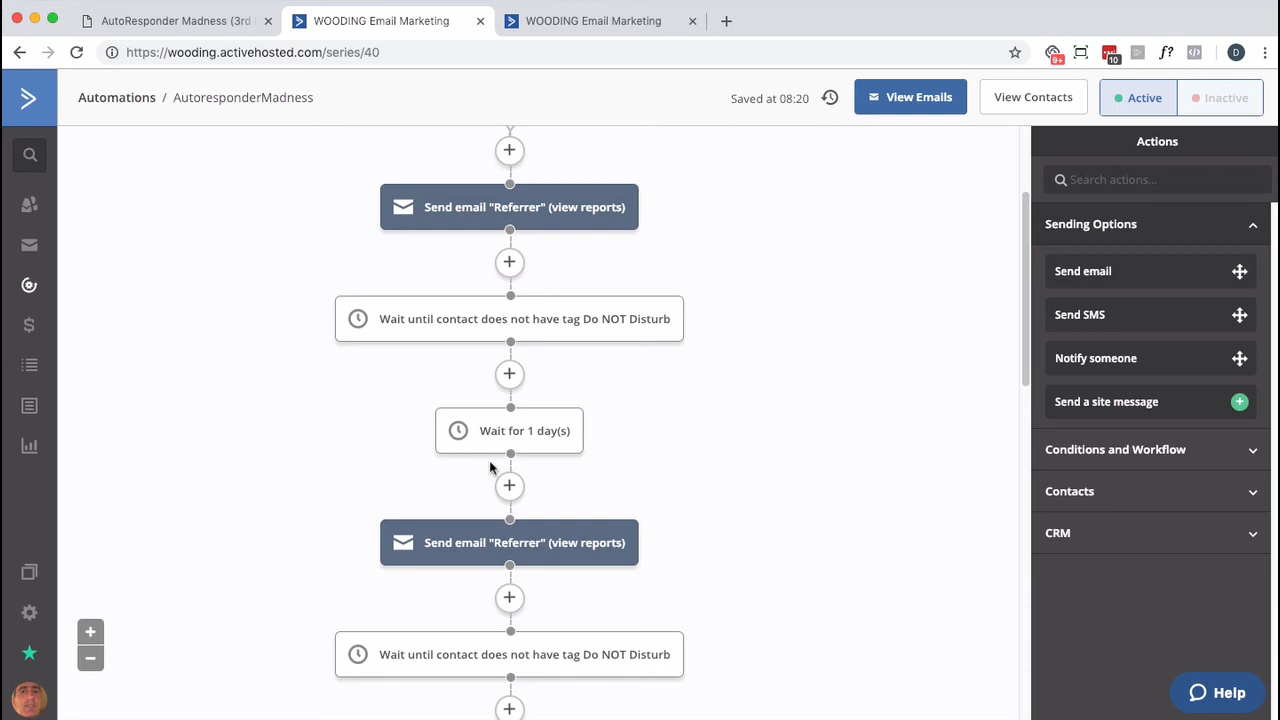 AutoResponder Madness (3rd
WOODING Email Marketing
WOODING Email Marketing
https://wooding.activehosted.com/series/40
9+
10
f?
D
Automations / AutoresponderMadness
Saved at 08:20
View Emails
View Contacts
Active
Inactive
Send email "Referrer" (view reports)
Wait until contact does not have tag Do NOT Disturb
Wait for 1 day(s)
Send email "Referrer" (view reports)
Wait until contact does not have tag Do NOT Disturb
Actions
Search actions...
Sending Options
Send email
Send SMS
Notify someone
Send a site message
Conditions and Workflow
Contacts
CRM
Help